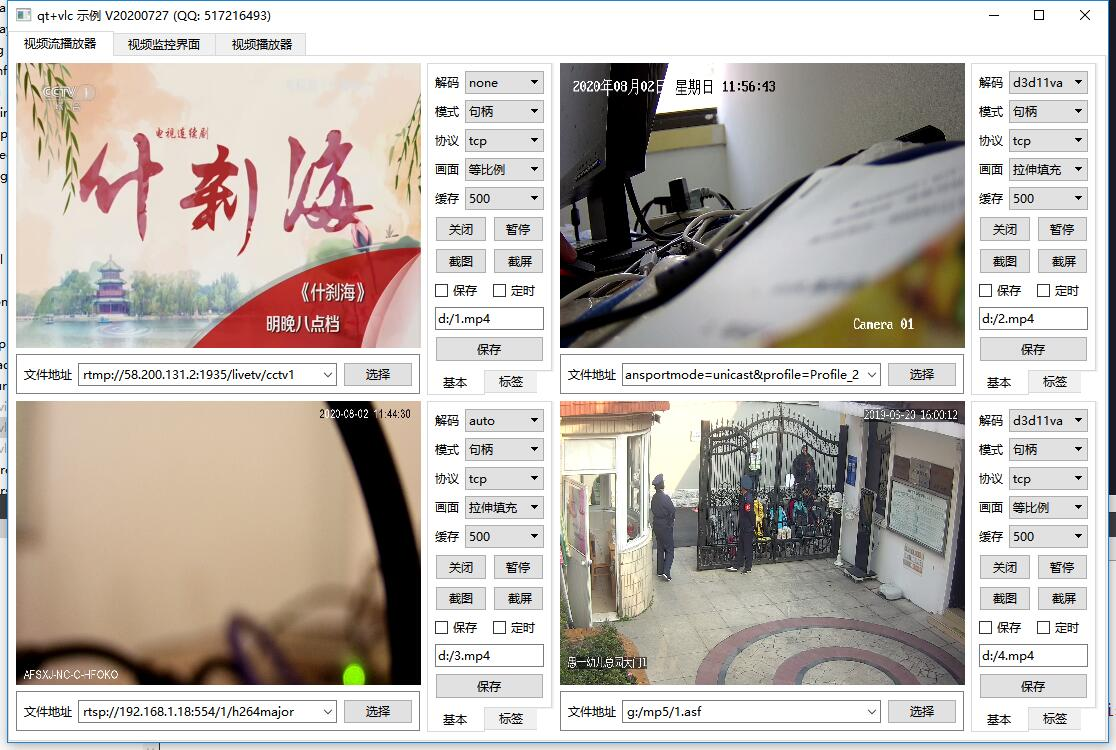 qt+vlc 示例 V20200727 (QQ: 517216493)
视频流播放器 视频监控界面 视频播放器
CCTV 1
电视连续剧
什刹海
《什刹海》
明晚八点档
解码 none
模式 句柄
协议 tcp
画面 等比例
缓存 500
关闭 暂停
截图 截屏
保存 定时
d:/1.mp4
保存
基本 标签
文件地址 rtmp://58.200.131.2:1935/livetv/cctv1 选择
2020年08月02日 星期日 11:56:43
Camera 01
解码 d3d11va
模式 句柄
协议 tcp
画面 拉伸填充
缓存 500
关闭 暂停
截图 截屏
保存 定时
d:/2.mp4
保存
基本 标签
文件地址 ansportmode=unicast&profile=Profile_2 选择
2020-08-02 11:44:30
AFSXJ-NC-C-HFOKO
解码 auto
模式 句柄
协议 tcp
画面 拉伸填充
缓存 500
关闭 暂停
截图 截屏
保存 定时
d:/3.mp4
保存
基本 标签
文件地址 rtsp://192.168.1.18:554/1/h264major 选择
2019-03-20 16:00:12
思一幼儿总园大门1
解码 d3d11va
模式 句柄
协议 tcp
画面 等比例
缓存 500
关闭 暂停
截图 截屏
保存 定时
d:/4.mp4
保存
基本 标签
文件地址 g:/mp5/1.asf 选择